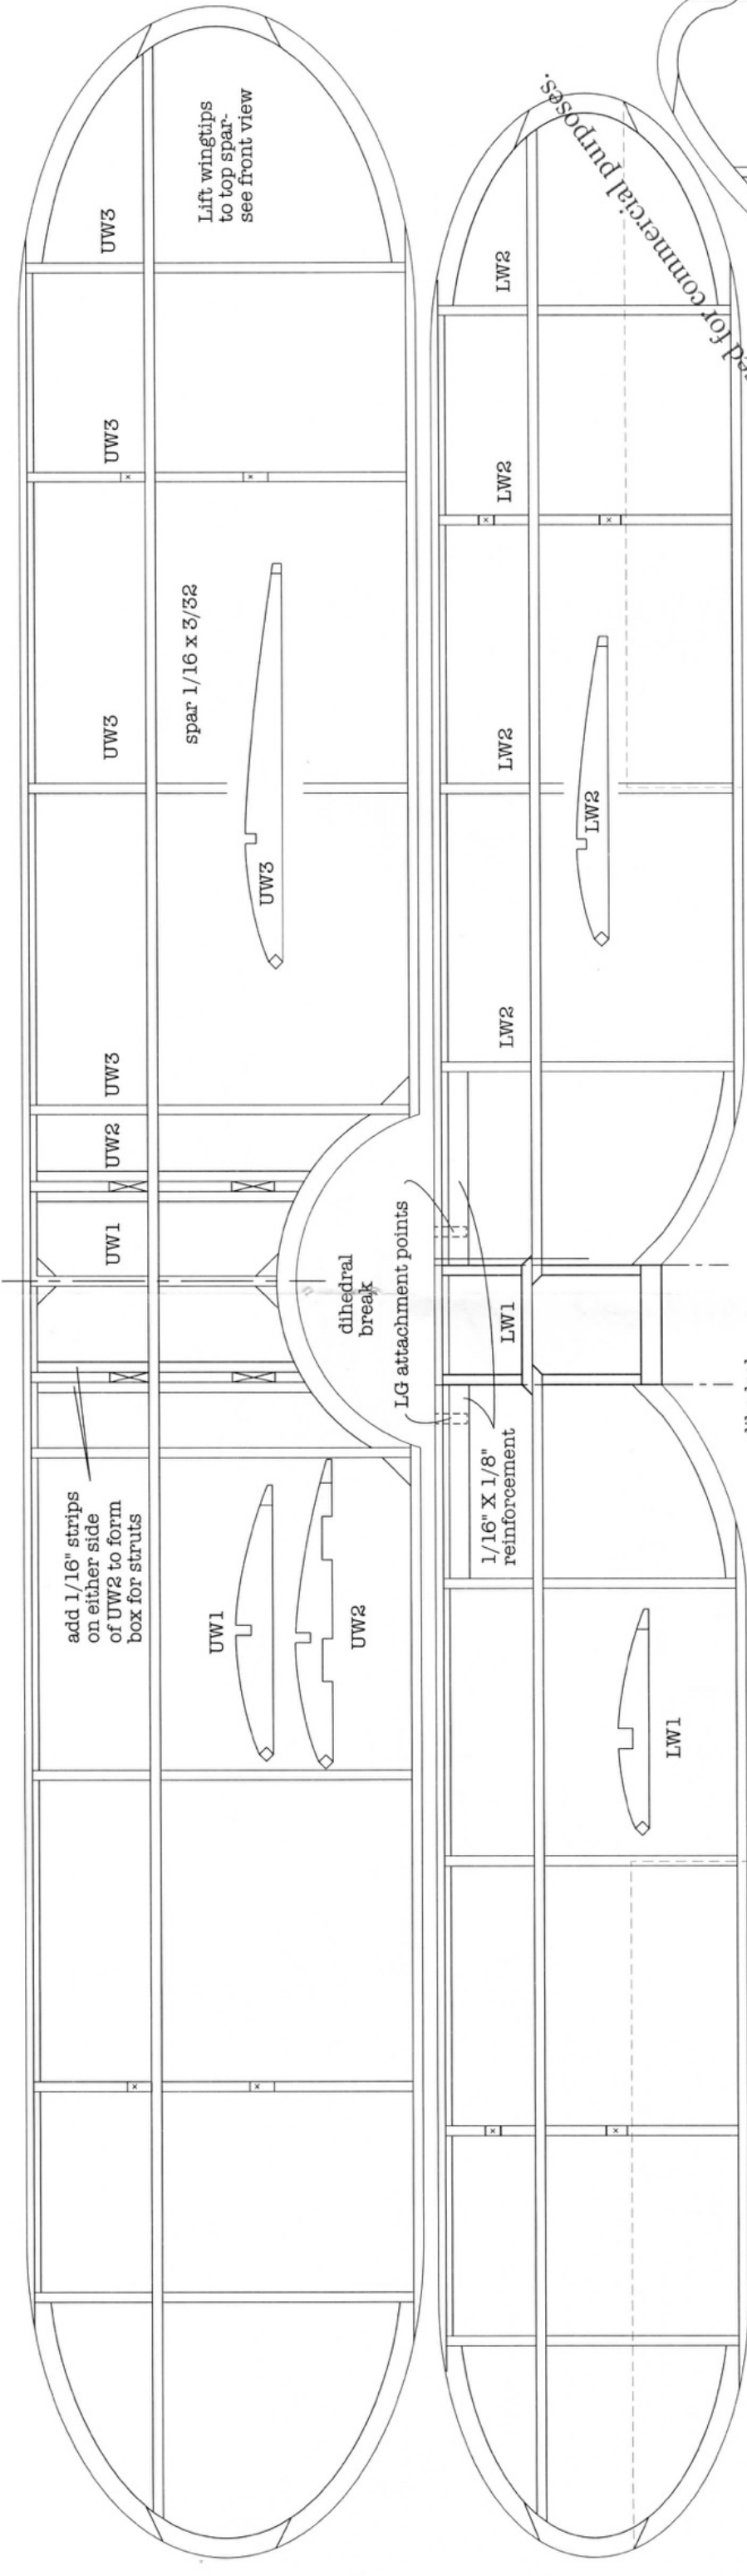 UW3
UW3
UW3
UW3
UW2
UW1
Lift wingtips
to top spar-
see front view
spar 1/16 x 3/32
UW3
add 1/16" strips
on either side
of UW2 to form
box for struts
UW1
UW2
dihedral
break
LG attachment points
LW2
LW2
LW2
LW2
LW1
LW2
1/16" X 1/8"
reinforcement
LW1
for commercial purposes.